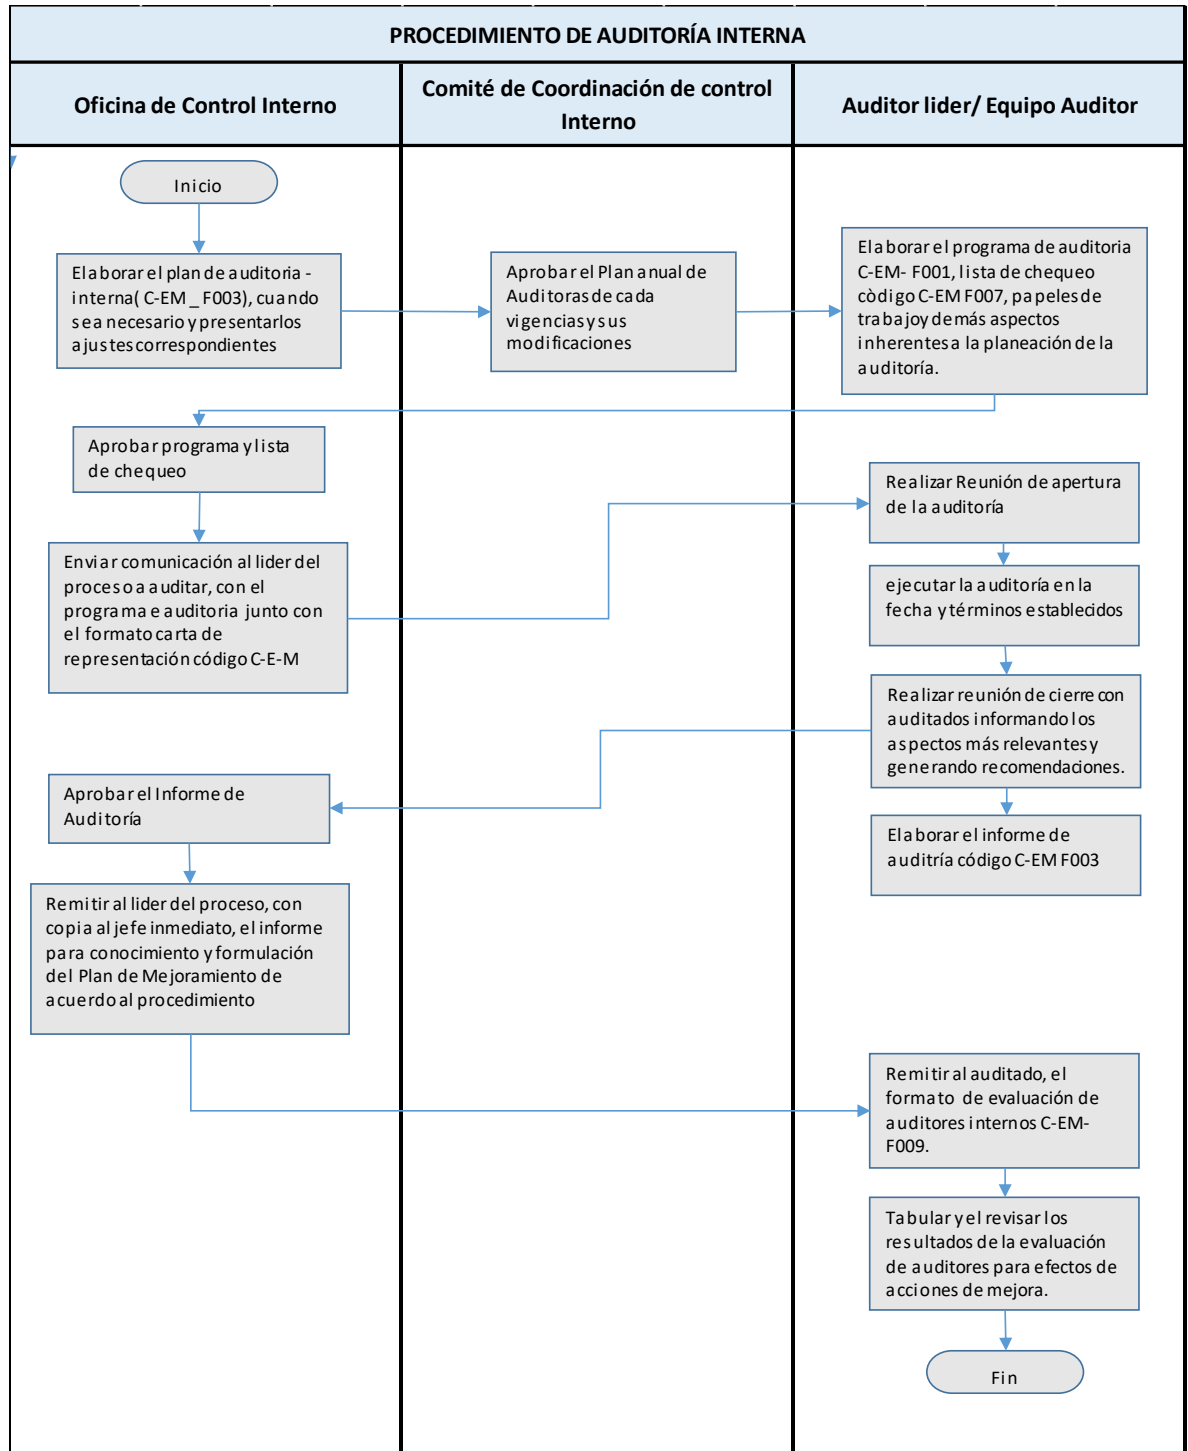 PROCEDIMIENTO DE AUDITORÍA INTERNA
Oficina de Control Interno
Comité de Coordinación de control
Interno
Auditor lider/ Equipo Auditor
Inicio
Elaborar el plan de auditoria -
interna( C-EM _ F003), cuando
sea necesario y presentarlos
ajustes correspondientes
Aprobar el Plan anual de
Auditoras de cada
vigencias y sus
modificaciones
Elaborar el programa de auditoria
C-EM- F001, lista de chequeo
còdigo C-EM F007, papeles de
trabajo y demás aspectos
inherentes a la planeación de la
auditoría.
Aprobar programa y lista
de chequeo
Enviar comunicación al lider del
proceso a auditar, con el
programa e auditoria junto con
el formato carta de
representación código C-E-M
Realizar Reunión de apertura
de la auditoría
ejecutar la auditoría en la
fecha y términos establecidos
Realizar reunión de cierre con
auditados informando los
aspectos más relevantes y
generando recomendaciones.
Aprobar el Informe de
Auditoría
Elaborar el informe de
auditría código C-EM F003
Remitir al lider del proceso, con
copia al jefe inmediato, el informe
para conocimiento y formulación
del Plan de Mejoramiento de
acuerdo al procedimiento
Remitir al auditado, el
formato de evaluación de
auditores internos C-EM-
F009.
Tabular y el revisar los
resultados de la evaluación
de auditores para efectos de
acciones de mejora.
Fin